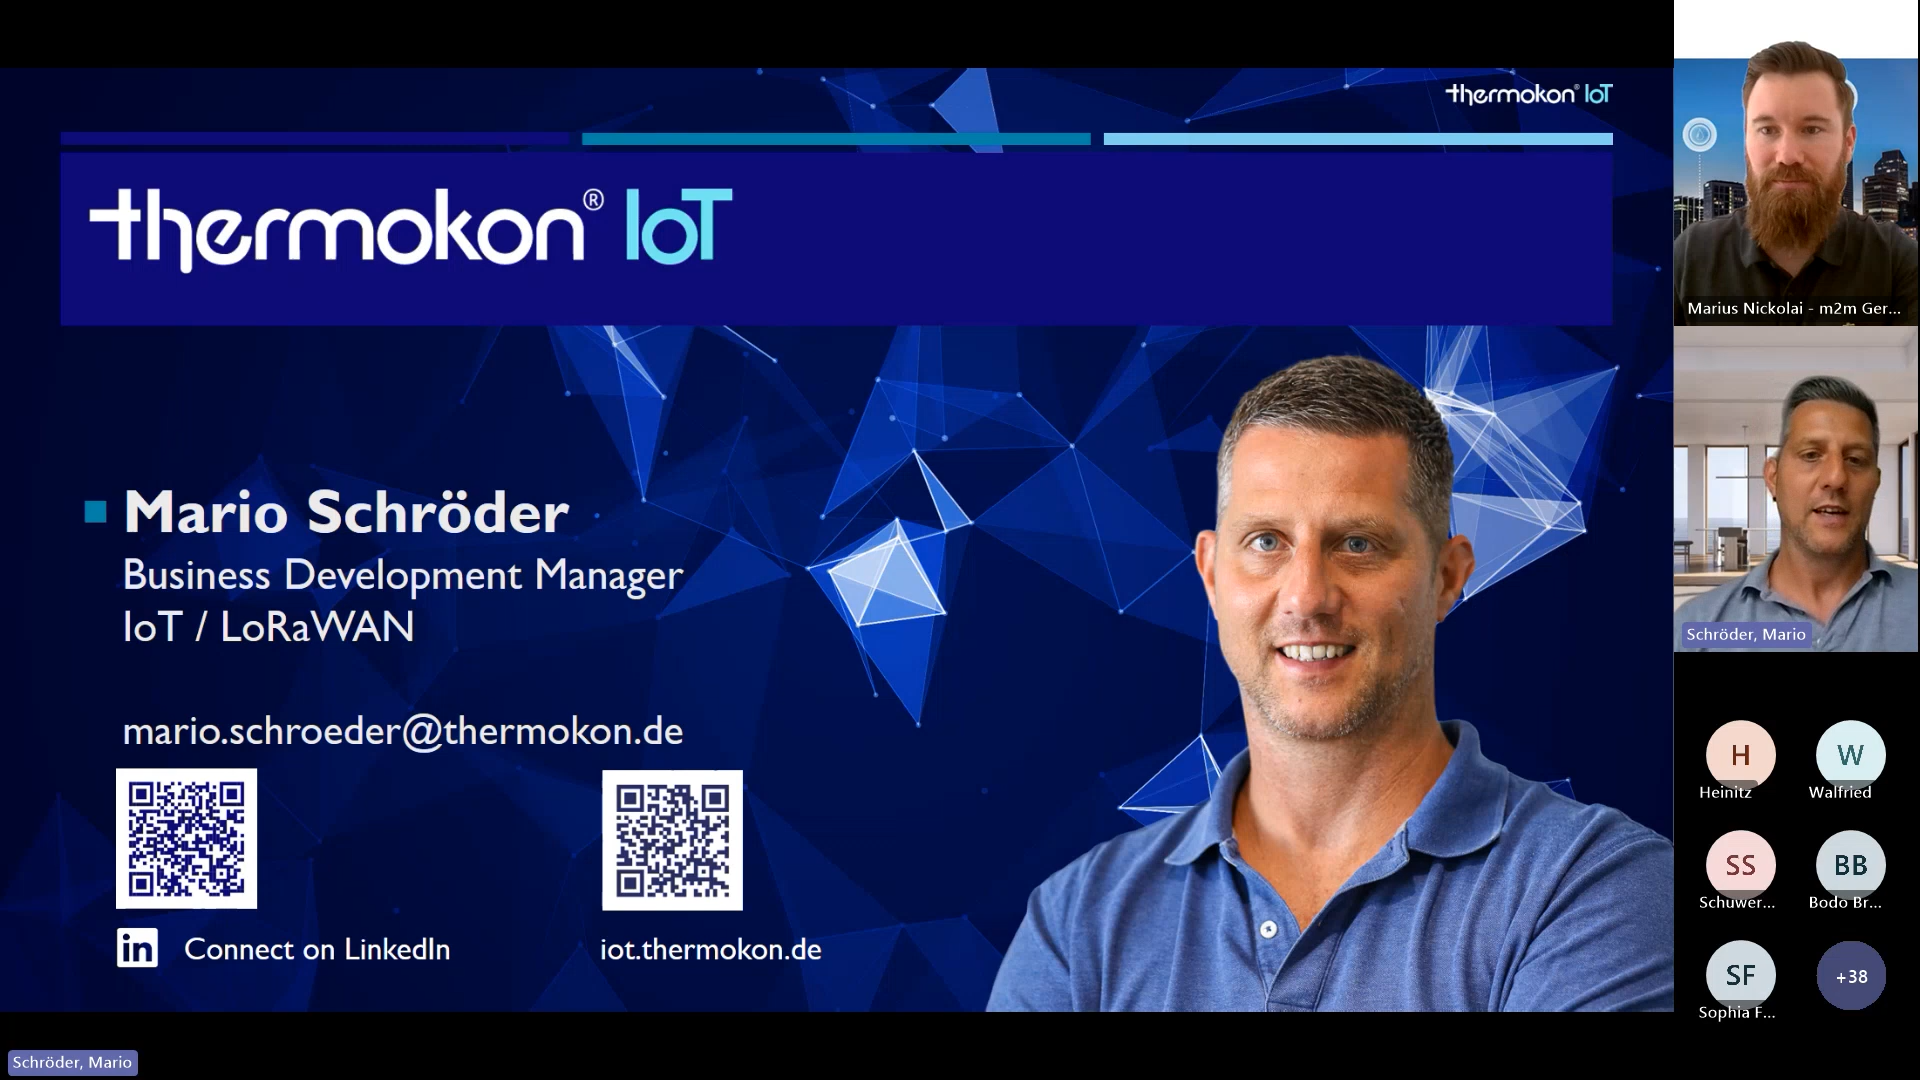 thermokon® IoT
thermokon® IoT
Mario Schröder
Business Development Manager
IoT / LoRaWAN
mario.schroeder@thermokon.de
in Connect on LinkedIn
iot.thermokon.de
Schröder, Mario
Marius Nickolai - m2m Ger...
Schröder, Mario
H
Heinitz
W
Walfried
SS
Schuwer...
BB
Bodo Br...
SF
Sophia F...
+38